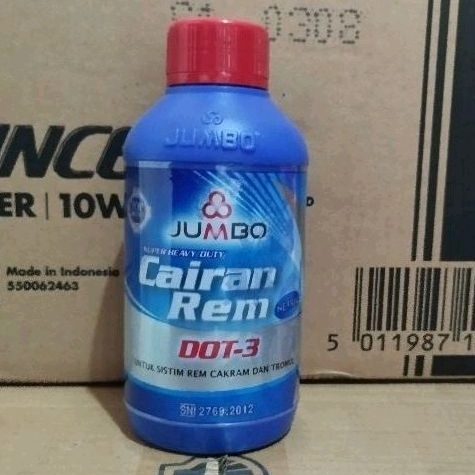 0308
JUMBO
NCE
ER | 10W
JUMBO
SUPER HEAVY DUTY
Cairan
Rem
DOT-3
UNTUK SISTIM REM CAKRAM DAN TROMOL
SNI 2769.2012
Made in Indonesia
550062463
5 011987 1